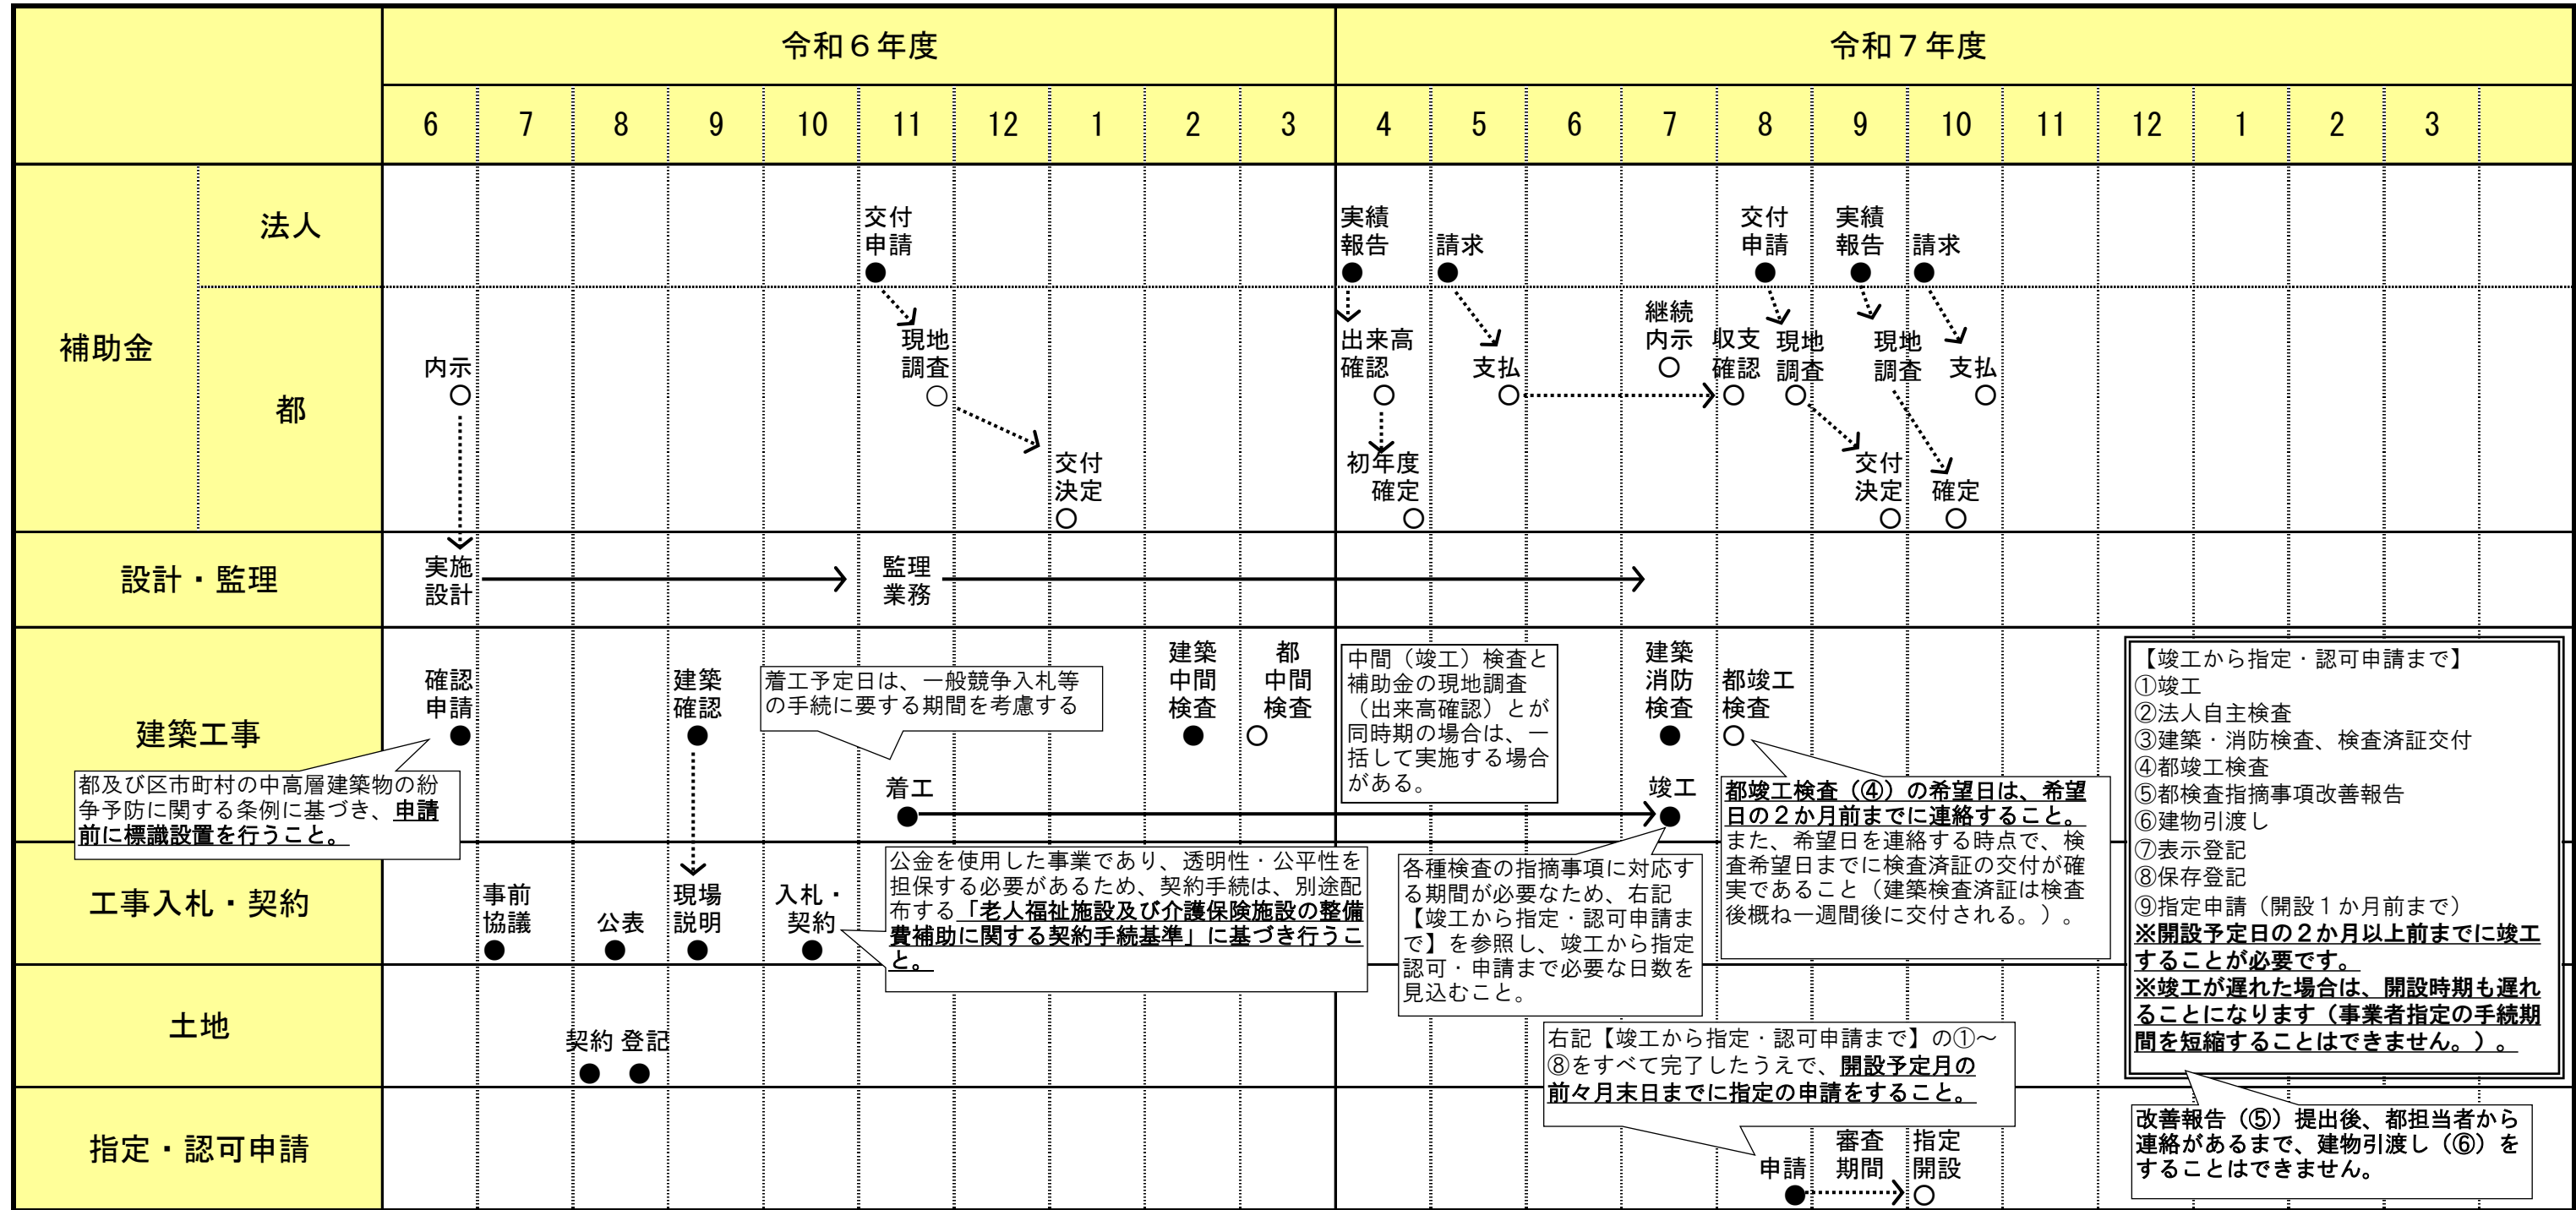 令和６年度
令和７年度
6 7 8 9 10 11 12 1 2 3 4 5 6 7 8 9 10 11 12 1 2 3
補助金
法人
交付
申請
実績
報告
請求
交付
申請
実績
報告
請求
都
内示
現地
調査
交付
決定
出来高
確認
初年度
確定
支払
継続
内示
収支
確認
現地
調査
交付
決定
現地
調査
確定
支払
設計・監理
実施
設計
監理
業務
建築工事
確認
申請
建築
確認
着工予定日は、一般競争入札等
の手続に要する期間を考慮する
着工
建築
中間
検査
都
中間
検査
中間（竣工）検査と
補助金の現地調査
（出来高確認）とが
同時期の場合は、一
括して実施する場合
がある。
建築
消防
検査
竣工
都竣工
検査
都及び区市町村の中高層建築物の紛
争予防に関する条例に基づき、申請
前に標識設置を行うこと。
都竣工検査（④）の希望日は、希望
日の２か月前までに連絡すること。
また、希望日を連絡する時点で、検
査希望日までに検査済証の交付が確
実であること（建築検査済証は検査
後概ね一週間後に交付される。）。
【竣工から指定・認可申請まで】
①竣工
②法人自主検査
③建築・消防検査、検査済証交付
④都竣工検査
⑤都検査指摘事項改善報告
⑥建物引渡し
⑦表示登記
⑧保存登記
⑨指定申請（開設１か月前まで）
※開設予定日の２か月以上前までに竣工
することが必要です。
※竣工が遅れた場合は、開設時期も遅れ
ることになります（事業者指定の手続期
間を短縮することはできません。）。
工事入札・契約
事前
協議
公表
現場
説明
入札・
契約
公金を使用した事業であり、透明性・公平性を
担保する必要があるため、契約手続は、別途配
布する「老人福祉施設及び介護保険施設の整備
費補助に関する契約手続基準」に基づき行うこ
と。
各種検査の指摘事項に対応す
る期間が必要なため、右記
【竣工から指定・認可申請ま
で】を参照し、竣工から指定
認可・申請まで必要な日数を
見込むこと。
土地
契約 登記
右記【竣工から指定・認可申請まで】の①～
⑧をすべて完了したうえで、開設予定月の
前々月末日までに指定の申請をすること。
指定・認可申請
申請
審査
期間
指定
開設
改善報告（⑤）提出後、都担当者から
連絡があるまで、建物引渡し（⑥）を
することはできません。